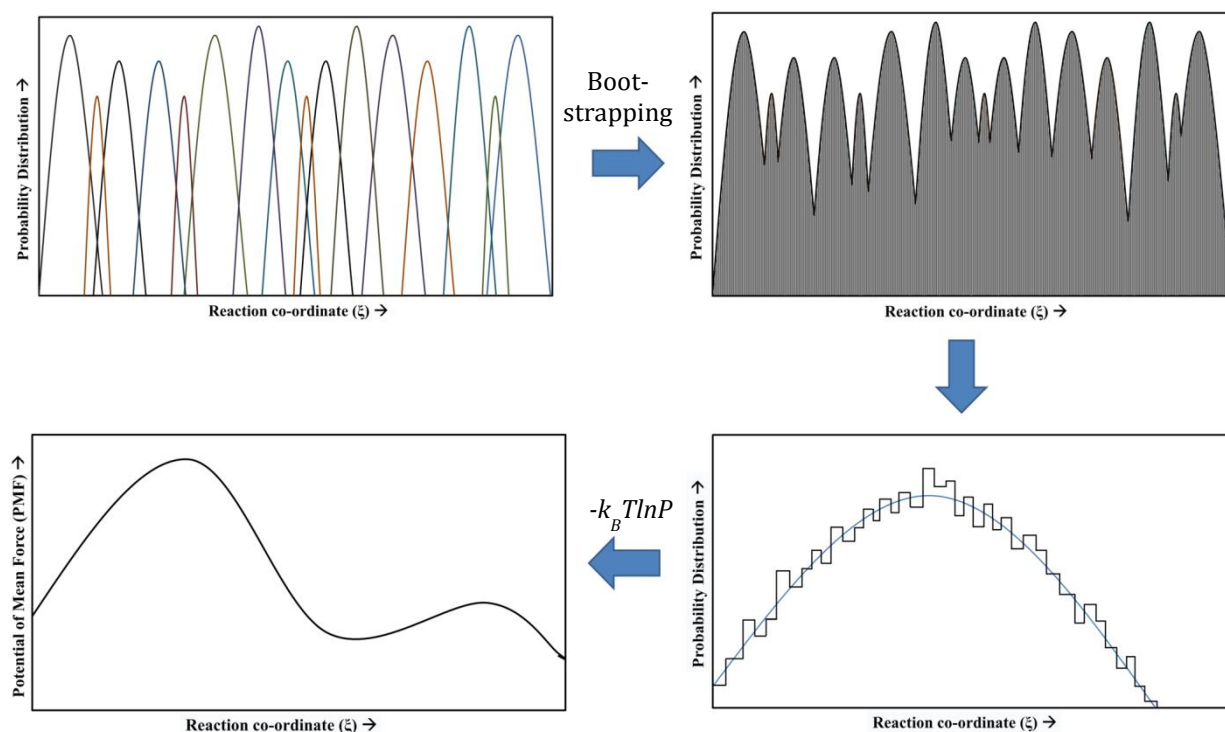 Probability Distribution →
Reaction co-ordinate (ξ) →
Boot-
strapping
Probability Distribution →
Reaction co-ordinate (ξ) →
Potential of Mean Force (PMF) →
Reaction co-ordinate (ξ) →
-k_BTlnP
Probability Distribution →
Reaction co-ordinate (ξ) →